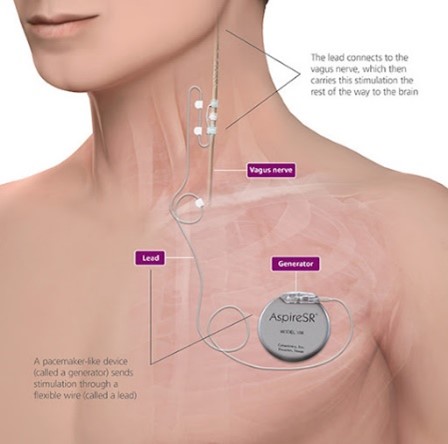 The lead connects to the
vagus nerve, which then
carries this stimulation the
rest of the way to the brain
Vagus nerve
Lead
Generator
AspireSR
MODEL 106
Cyberonics, Inc.
Houston, Texas
A pacemaker-like device
(called a generator) sends
stimulation through a
flexible wire (called a lead)